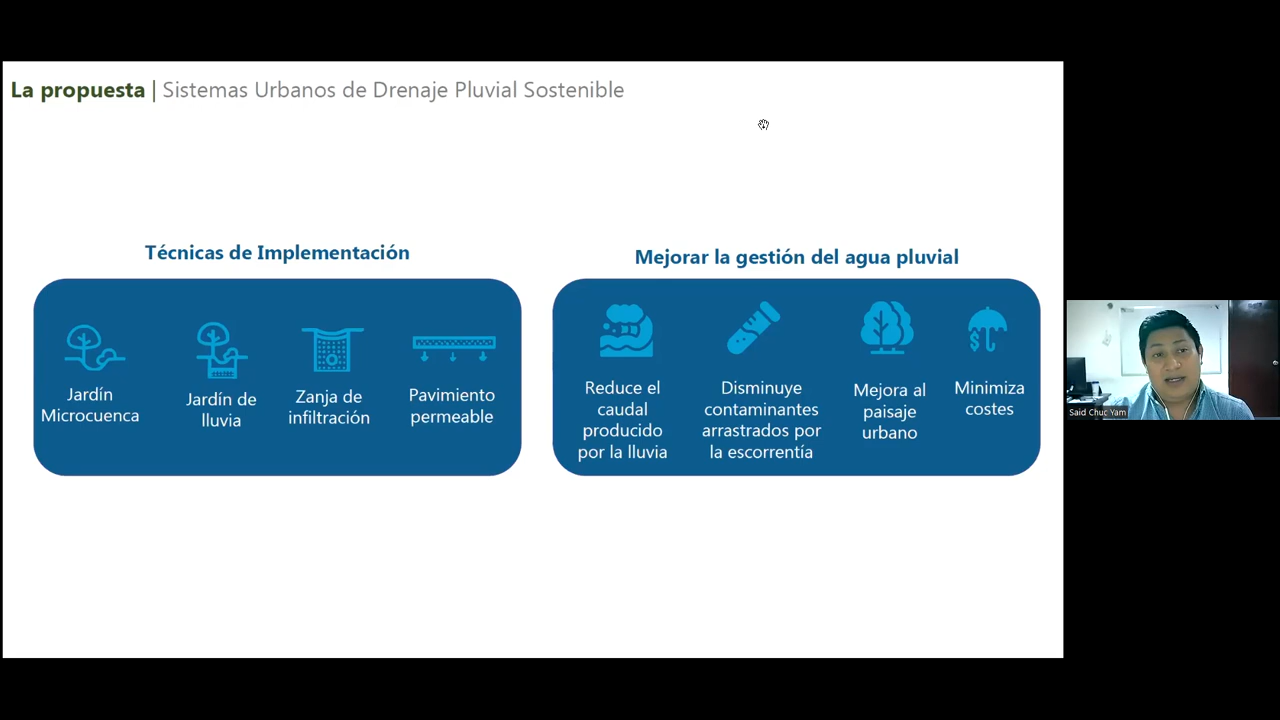 La propuesta | Sistemas Urbanos de Drenaje Pluvial Sostenible
Técnicas de Implementación
Jardín
Microcuenca
Jardín de
lluvia
Zanja de
infiltración
Pavimiento
permeable
Mejorar la gestión del agua pluvial
Reduce el
caudal
producido
por la lluvia
Disminuye
contaminantes
arrastrados por
la escorrentía
Mejora al
paisaje
urbano
$
Minimiza
costes
Said Chuc Yam